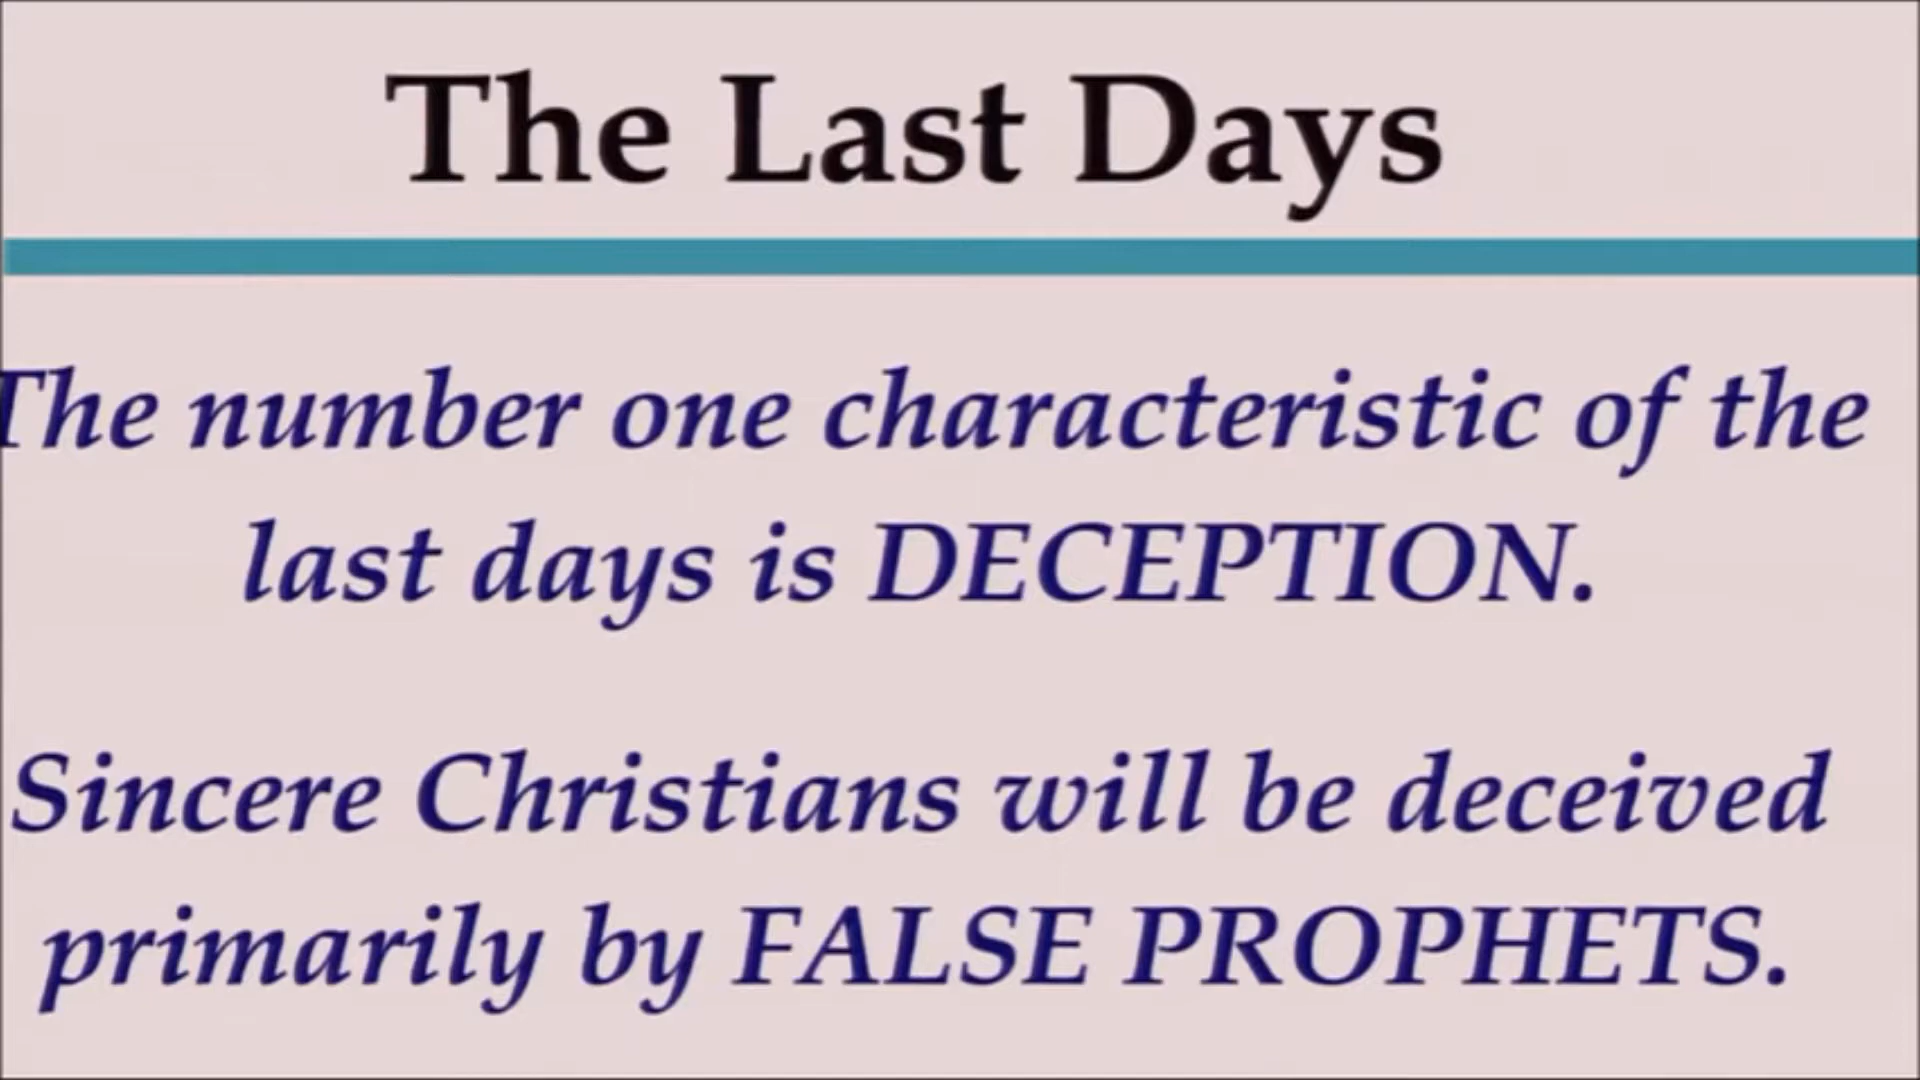 The Last Days
The number one characteristic of the
last days is DECEPTION.
Sincere Christians will be deceived
primarily by FALSE PROPHETS.